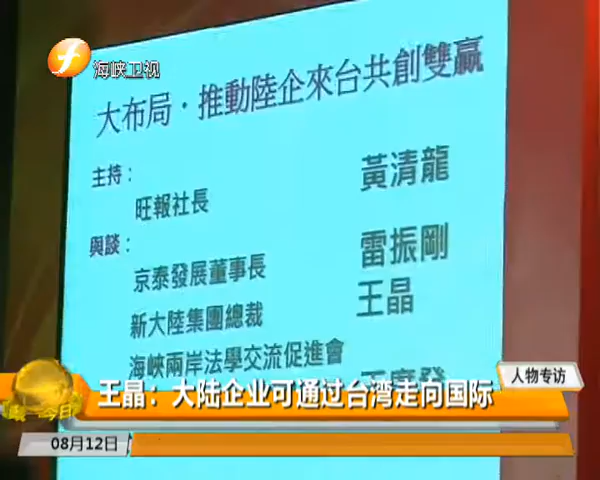 海峡卫视
大布局·推動陸企來台共創雙贏
主持：
旺報社長 黃清龍
與談：
京泰發展董事長 雷振剛
新大陸集團總裁 王晶
海峽兩岸法學交流促進會
人物专访
王晶：大陆企业可通过台湾走向国际
今日
08月12日